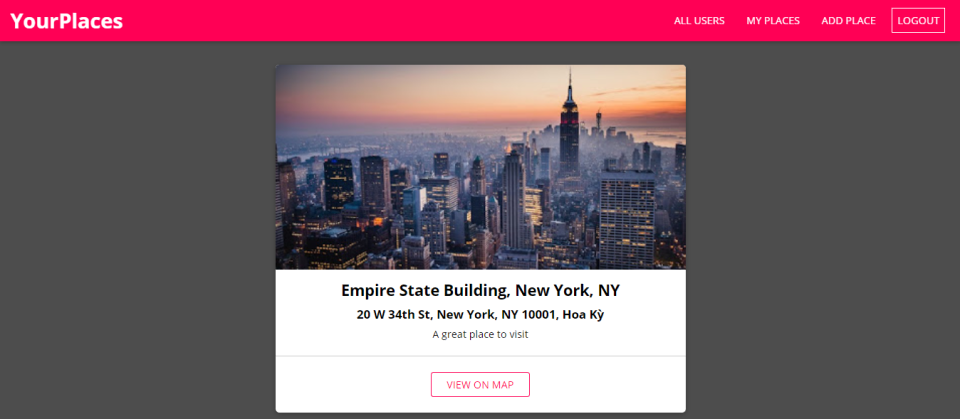 YourPlaces
ALL USERS
MY PLACES
ADD PLACE
LOGOUT
Empire State Building, New York, NY
20 W 34th St, New York, NY 10001, Hoa Kỳ
A great place to visit
VIEW ON MAP